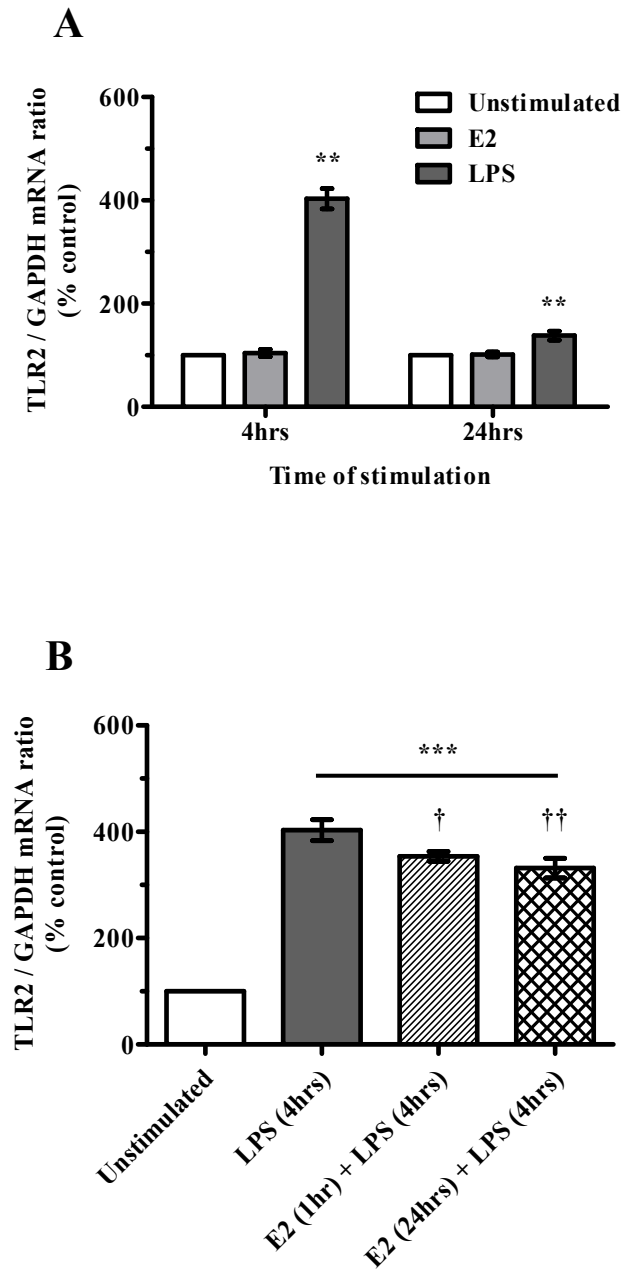 A
TLR2 / GAPDH mRNA ratio
(% control)
600
400
200
0
Unstimulated
E2
LPS
**
**
4hrs
24hrs
Time of stimulation
B
TLR2 / GAPDH mRNA ratio
(% control)
600
400
200
0
***
†
††
Unstimulated
LPS (4hrs)
E2 (1hr) + LPS (4hrs)
E2 (24hrs) + LPS (4hrs)